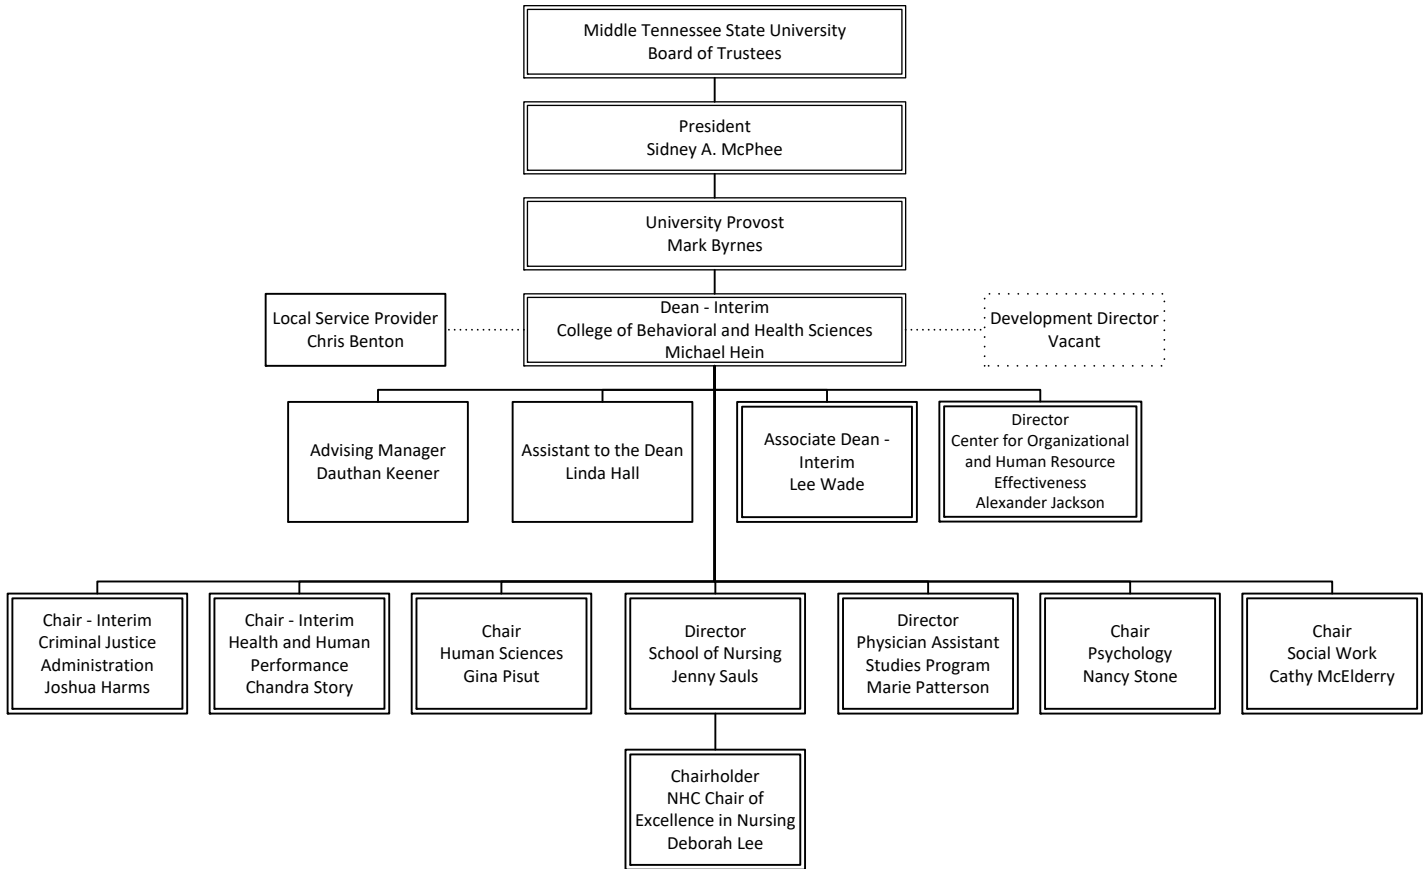 Middle Tennessee State University
Board of Trustees
President
Sidney A. McPhee
University Provost
Mark Byrnes
Local Service Provider
Chris Benton
Dean - Interim
College of Behavioral and Health Sciences
Michael Hein
Development Director
Vacant
Advising Manager
Dauthan Keener
Assistant to the Dean
Linda Hall
Associate Dean -
Interim
Lee Wade
Director
Center for Organizational
and Human Resource
Effectiveness
Alexander Jackson
Chair - Interim
Criminal Justice
Administration
Joshua Harms
Chair - Interim
Health and Human
Performance
Chandra Story
Chair
Human Sciences
Gina Pisut
Director
School of Nursing
Jenny Sauls
Director
Physician Assistant
Studies Program
Marie Patterson
Chair
Psychology
Nancy Stone
Chair
Social Work
Cathy McElderry
Chairholder
NHC Chair of
Excellence in Nursing
Deborah Lee